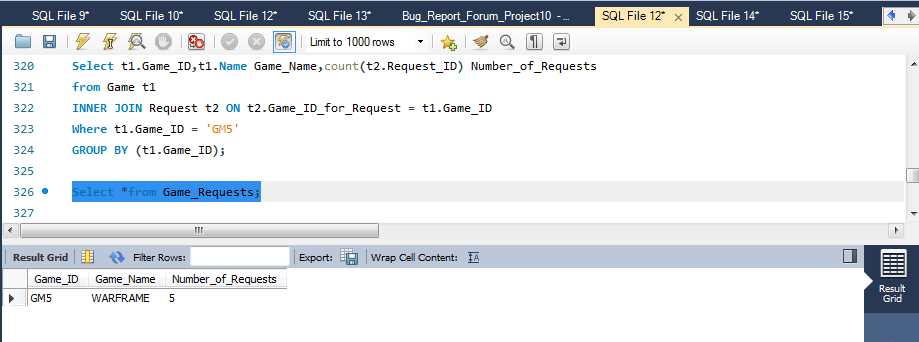 SQL File 9* SQL File 10* SQL File 12* SQL File 13* Bug_Report_Forum_Project10 - ... SQL File 12* SQL File 14* SQL File 15*
Limit to 1000 rows
320 Select t1.Game_ID,t1.Name Game_Name,count(t2.Request_ID) Number_of_Requests
321 from Game t1
322 INNER JOIN Request t2 ON t2.Game_ID_for_Request = t1.Game_ID
323 Where t1.Game_ID = 'GM5'
324 GROUP BY (t1.Game_ID);
325
326 Select *from Game_Requests;
327
Result Grid Filter Rows: Export: Wrap Cell Content: IA
Game_ID Game_Name Number_of_Requests
GM5 WARFRAME 5
Result
Grid